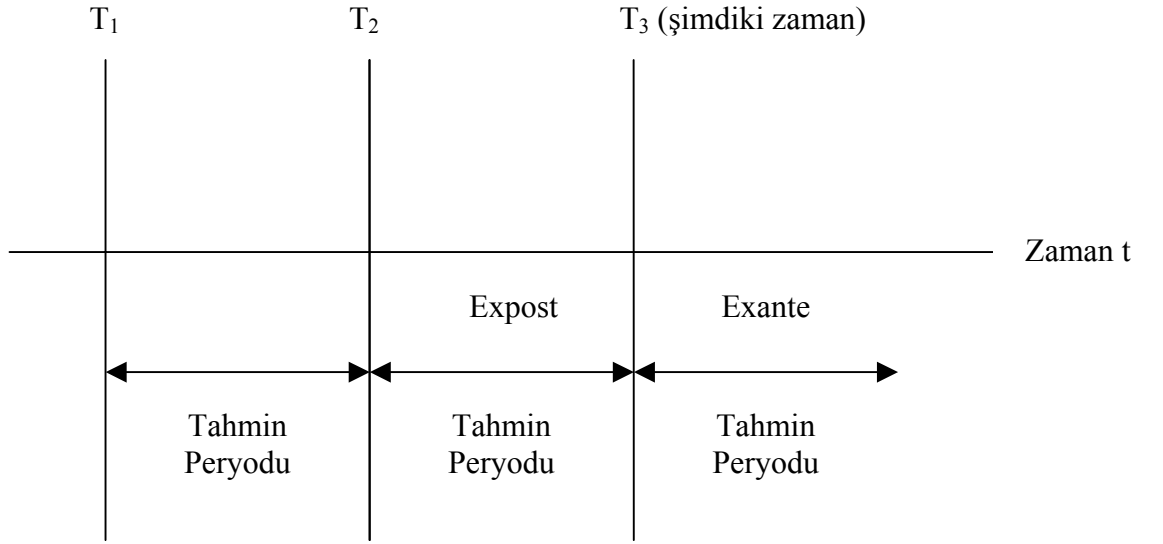 T₁
T₂
T₃ (şimdiki zaman)
Zaman t
Expost
Exante
Tahmin
Peryodu
Tahmin
Peryodu
Tahmin
Peryodu